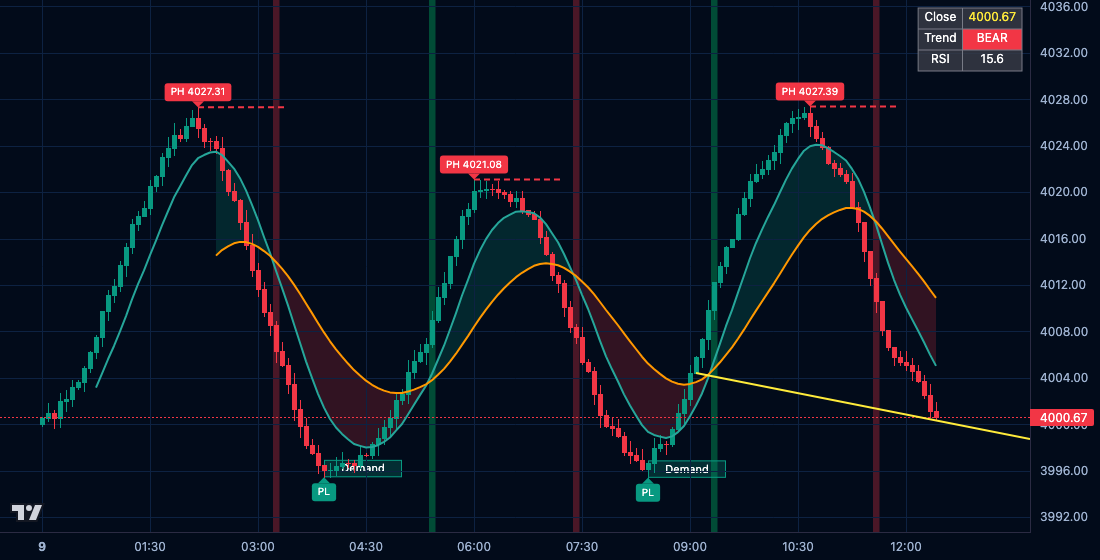 4036.00
Close 4000.67
Trend BEAR
RSI 15.6
4032.00
4028.00
PH 4027.31
PH 4027.39
4024.00
PH 4021.08
4020.00
4016.00
4012.00
4008.00
4004.00
4000.67
Demand
Demand
3996.00
PL
PL
3992.00
9 01:30 03:00 04:30 06:00 07:30 09:00 10:30 12:00